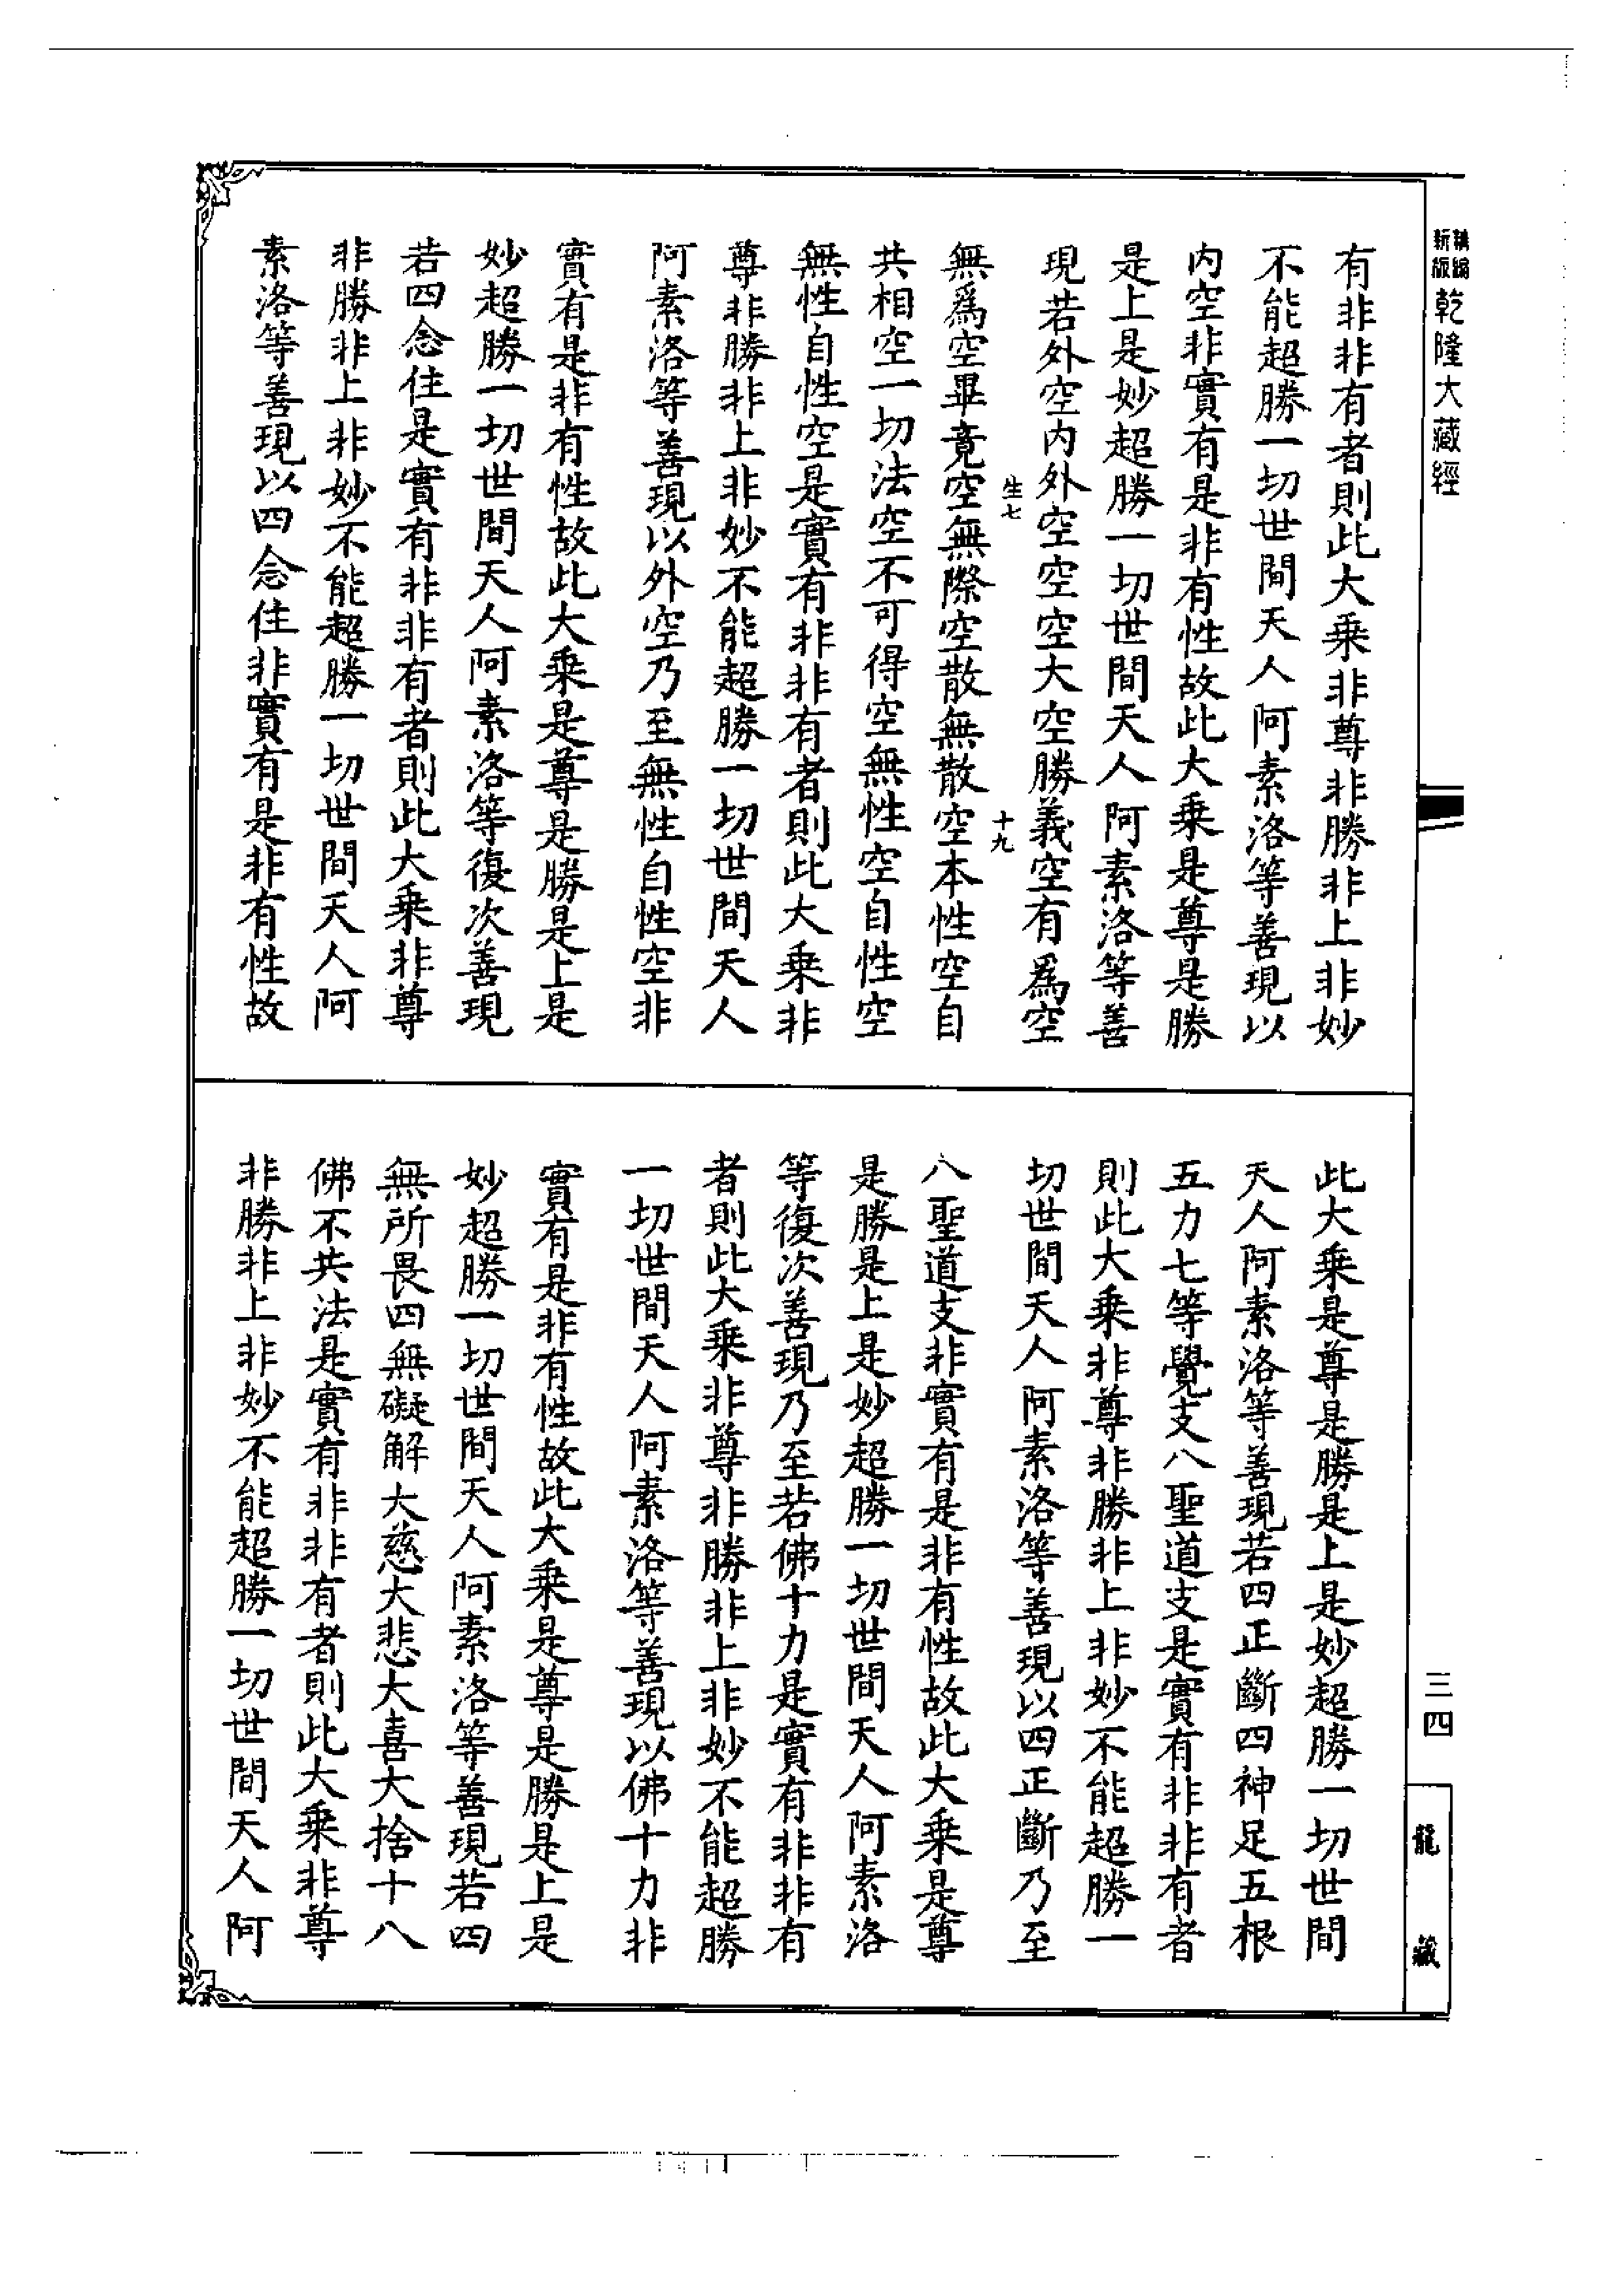 新編
新版
乾隆大藏經
有非非有者則此大乘非尊非勝非上非妙
不能超勝一切世間天人阿素洛等善現以
内空非實有是非有性故此大乘是尊是勝
是上是妙超勝一切世間天人阿素洛等善
現若外空内外空空空大空勝義空有爲空
生七
十九
無爲空畢竟空無際空散無散空本性空自
共相空一切法空不可得空無性空自性空
無性自性空是實有非非有者則此大乘非
尊非勝非上非妙不能超勝一切世間天人
阿素洛等善現以外空乃至無性自性空非
實有是非有性故此大乘是尊是勝是上是
妙超勝一切世間天人阿素洛等復次善現
若四念住是實有非非有者則此大乘非尊
非勝非上非妙不能超勝一切世間天人阿
素洛等善現以四念住非實有是非有性故
此大乘是尊是勝是上是妙超勝一切世間
天人阿素洛等善現若四正斷四神足五根
五力七等覺支八聖道支是實有非非有者
則此大乘非尊非勝非上非妙不能超勝一
切世間天人阿素洛等善現以四正斷乃至
八聖道支非實有是非有性故此大乘是尊
是勝是上是妙超勝一切世間天人阿素洛
等復次善現乃至若佛十力是實有非非有
者則此大乘非尊非勝非上非妙不能超勝
一切世間天人阿素洛等善現以佛十力非
實有是非有性故此大乘是尊是勝是上是
妙超勝一切世間天人阿素洛等善現若四
無所畏四無礙解大慈大悲大喜大捨十八
佛不共法是實有非非有者則此大乘非尊
非勝非上非妙不能超勝一切世間天人阿
三四
龍藏